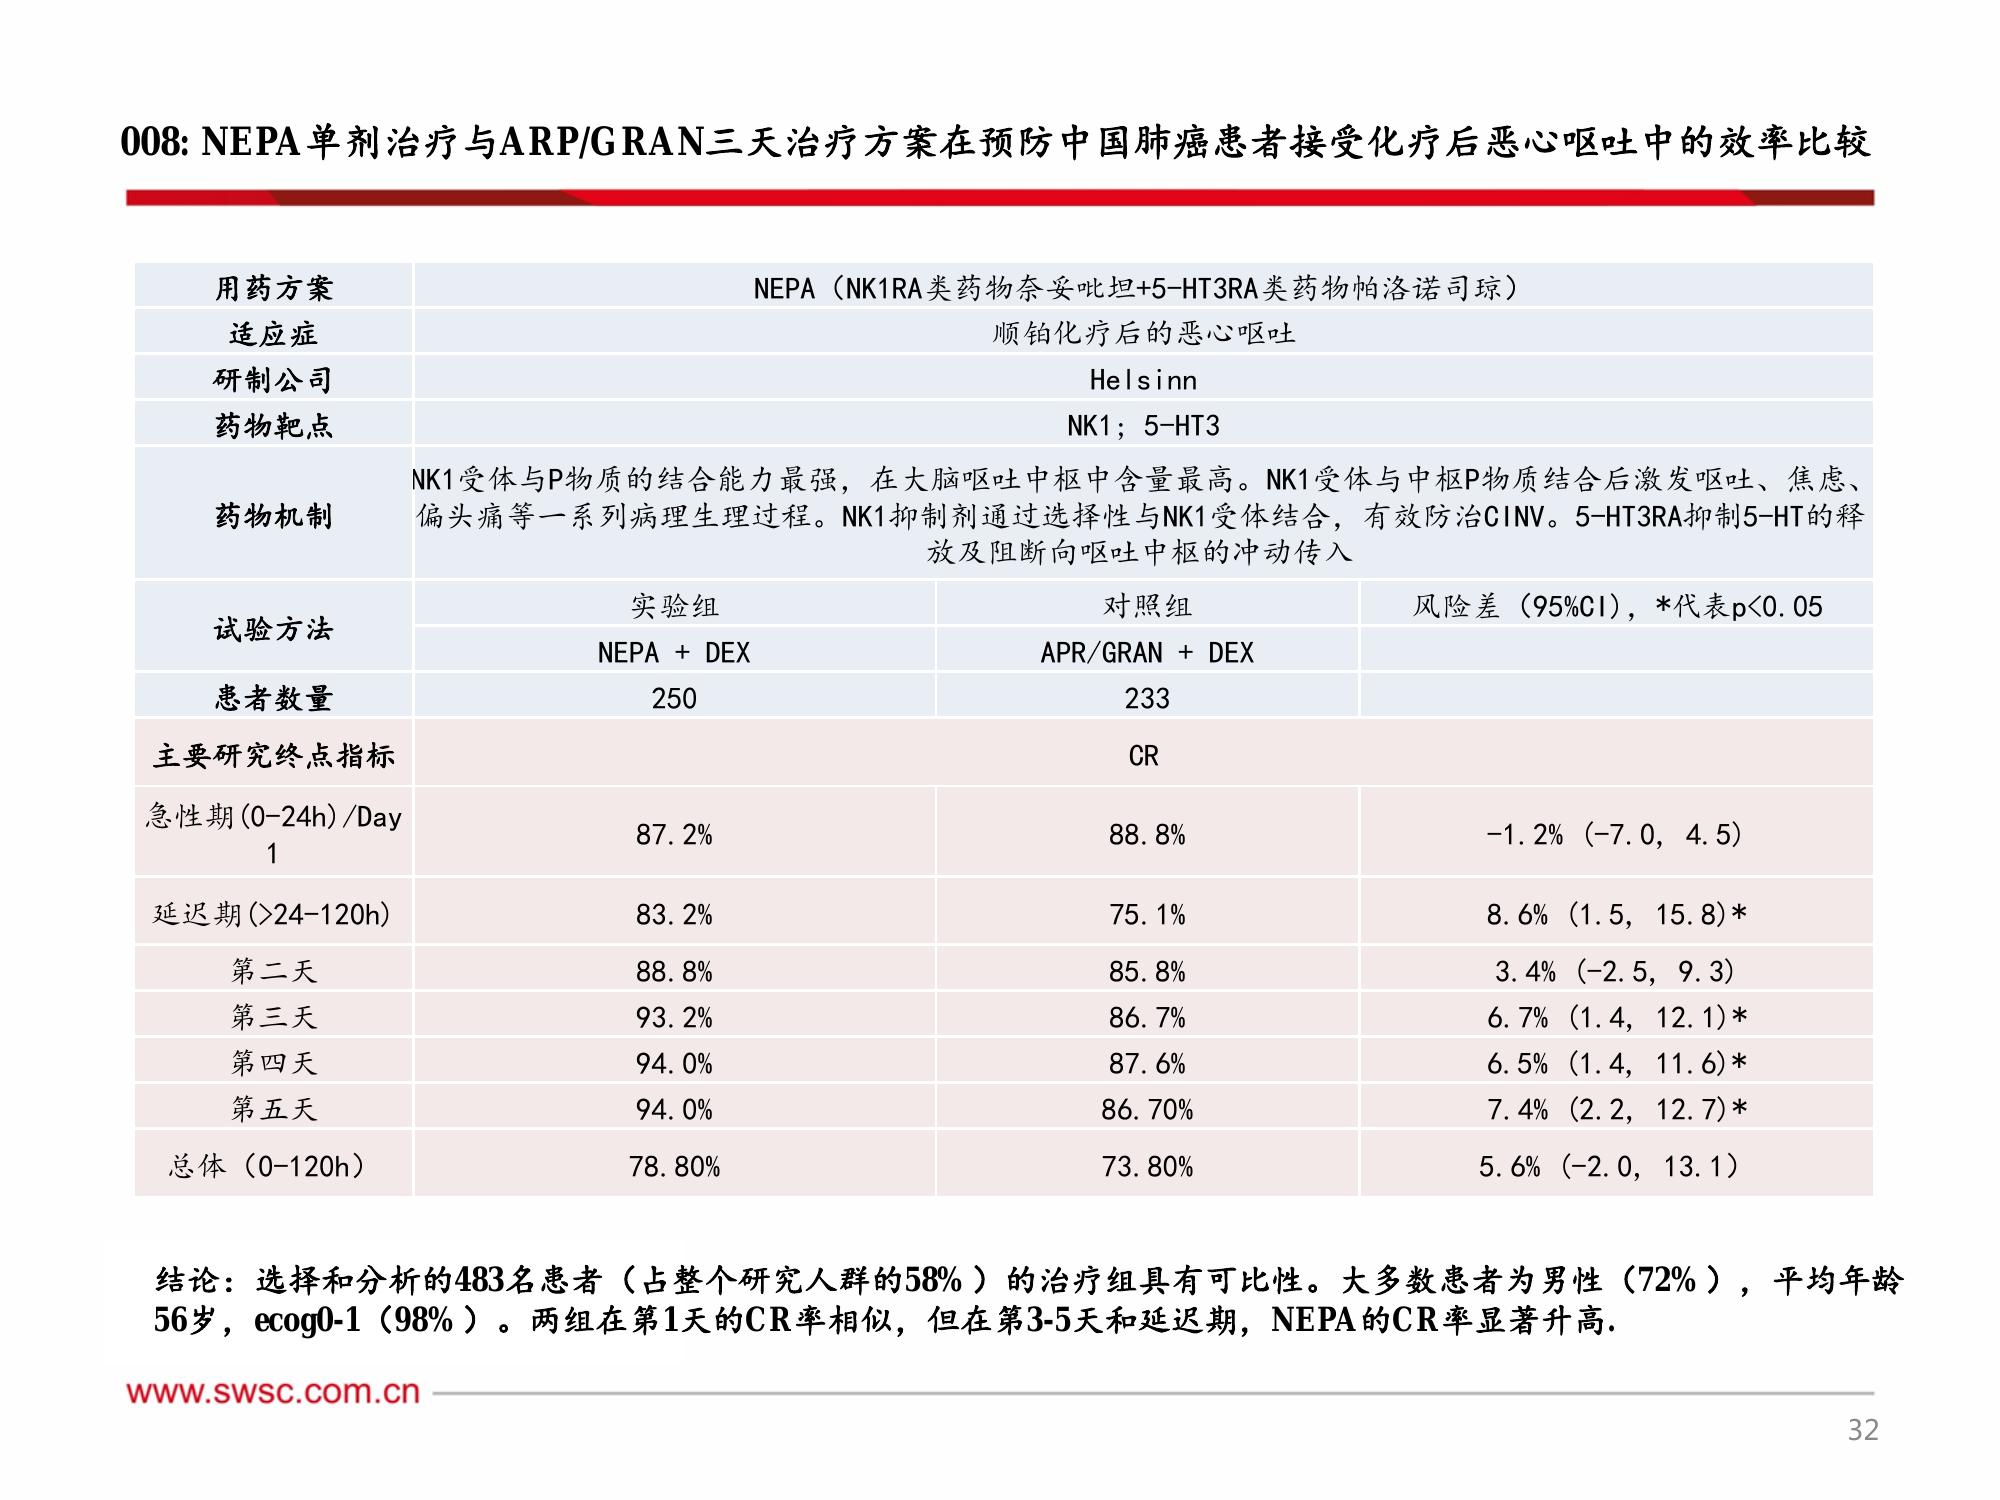 008: NEPA单剂治疗与ARP/GRAN三天治疗方案在预防中国肺癌患者接受化疗后恶心呕吐中的效率比较
用药方案 NEPA（NK1RA类药物奈妥吡坦+5-HT3RA类药物帕洛诺司琼）
适应症 顺铂化疗后的恶心呕吐
研制公司 Helsinn
药物靶点 NK1；5-HT3
药物机制
NK1受体与P物质的结合能力最强，在大脑呕吐中枢中含量最高。NK1受体与中枢P物质结合后激发呕吐、焦虑、
偏头痛等一系列病理生理过程。NK1抑制剂通过选择性与NK1受体结合，有效防治CINV。5-HT3RA抑制5-HT的释
放及阻断向呕吐中枢的冲动传入
试验方法
实验组 对照组 风险差（95%CI），*代表p<0.05
NEPA + DEX APR/GRAN + DEX
患者数量 250 233
主要研究终点指标 CR
急性期(0-24h)/Day
1
87.2% 88.8% -1.2% (-7.0, 4.5)
延迟期(>24-120h) 83.2% 75.1% 8.6% (1.5, 15.8)*
第二天 88.8% 85.8% 3.4% (-2.5, 9.3)
第三天 93.2% 86.7% 6.7% (1.4, 12.1)*
第四天 94.0% 87.6% 6.5% (1.4, 11.6)*
第五天 94.0% 86.70% 7.4% (2.2, 12.7)*
总体（0-120h） 78.80% 73.80% 5.6% (-2.0, 13.1)
结论：选择和分析的483名患者（占整个研究人群的58%）的治疗组具有可比性。大多数患者为男性（72%），平均年龄
56岁，ecog0-1（98%）。两组在第1天的CR率相似，但在第3-5天和延迟期，NEPA的CR率显著升高.
www.swsc.com.cn
32